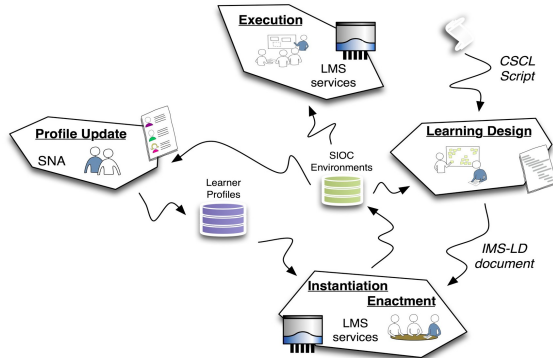 Execution
LMS
services
CSCL
Script
Profile Update
SNA
Learning Design
SIOC
Environments
Learner
Profiles
IMS-LD
document
Instantiation
Enactment
LMS
services